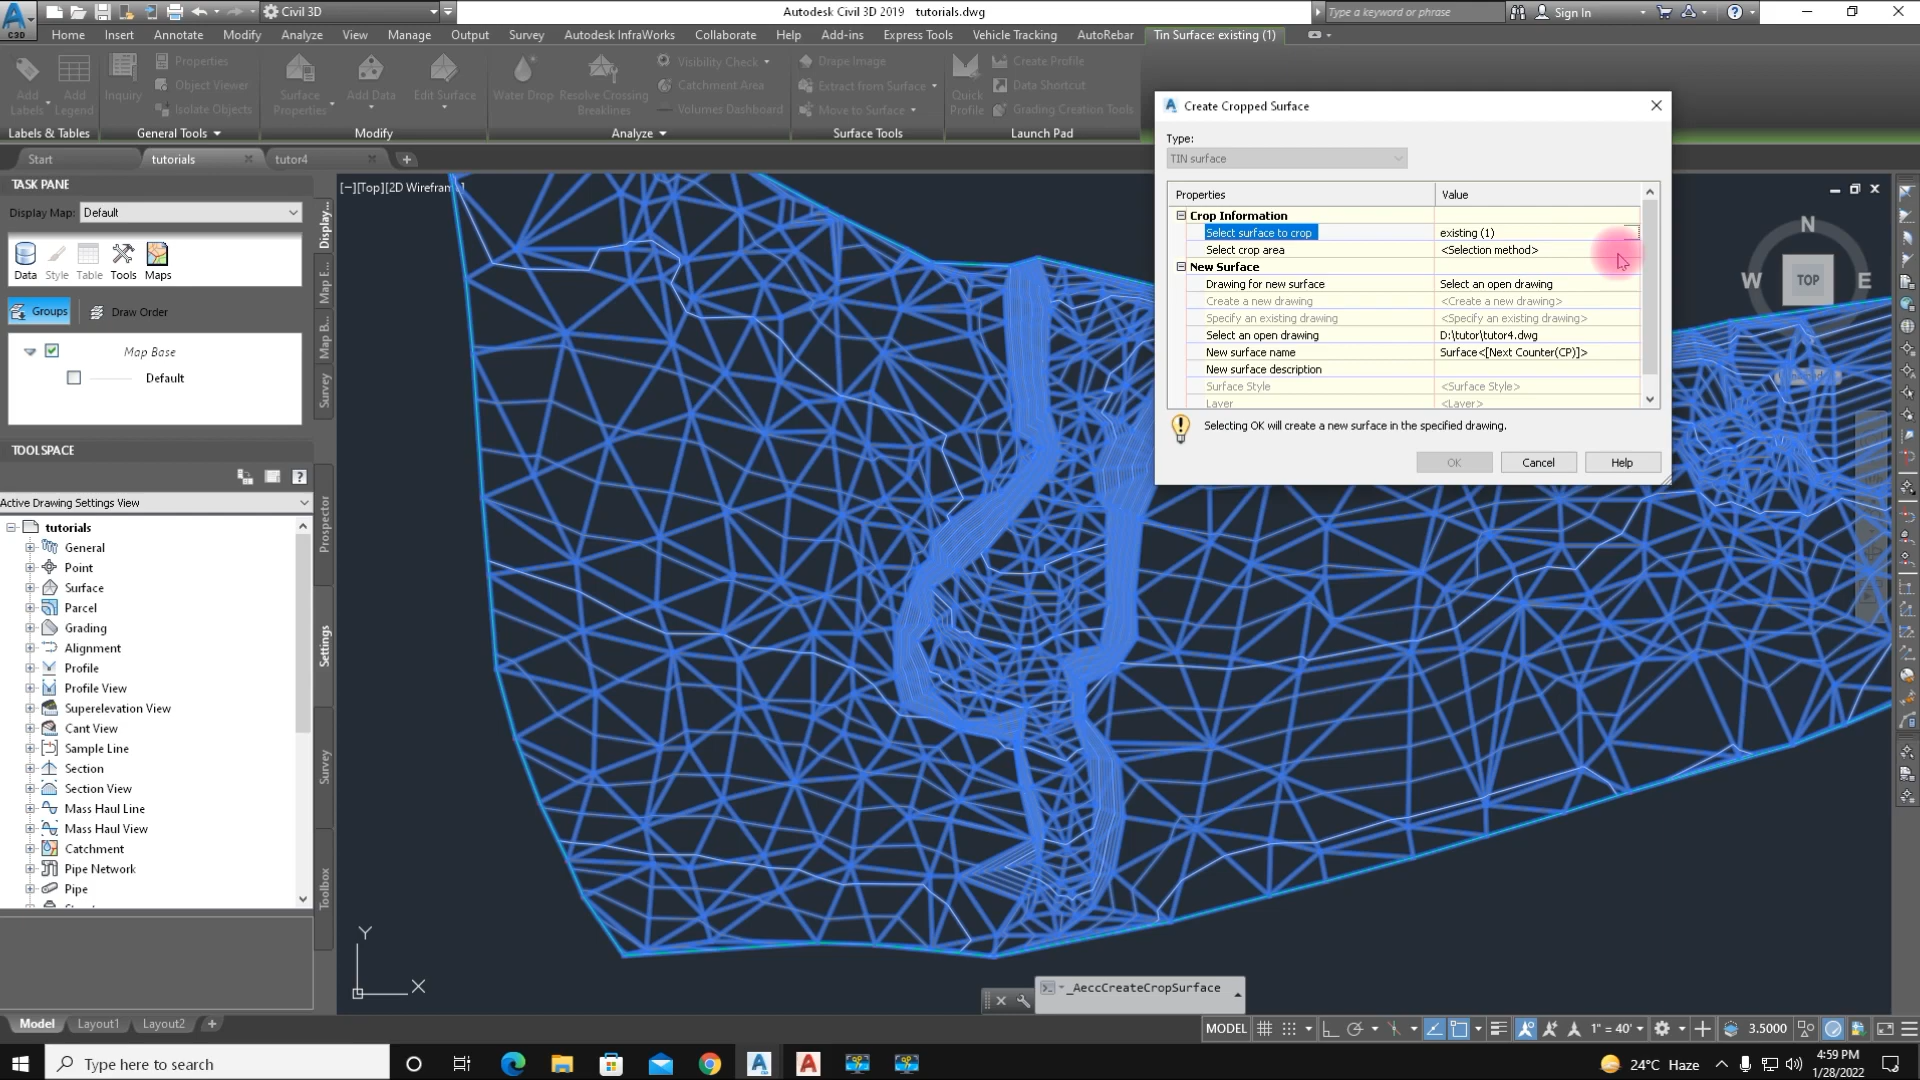 Civil 3D
Autodesk Civil 3D 2019 tutorials.dwg
Type a keyword or phrase
Sign In
C3D
Home Insert Annotate Modify Analyze View Manage Output Survey Autodesk InfraWorks Collaborate Help Add-ins Express Tools Vehicle Tracking AutoRebar Tin Surface: existing (1)
Add Labels
Add Legend
Inquiry
Properties
Object Viewer
Isolate Objects
Surface Properties
Add Data
Edit Surface
Water Drop
Resolve Crossing Breaklines
Visibility Check
Catchment Area
Volumes Dashboard
Drape Image
Extract from Surface
Move to Surface
Quick Profile
Create Profile
Data Shortcut
Grading Creation Tools
Labels & Tables General Tools Modify Analyze Surface Tools Launch Pad
Start tutorials tutor4
TASK PANE
Display Map: Default
Data Style Table Tools Maps
Groups Draw Order
Map Base
Default
Display...
Map E...
Map B...
Survey
TOOLSPACE
Active Drawing Settings View
tutorials
General
Point
Surface
Parcel
Grading
Alignment
Profile
Profile View
Superelevation View
Cant View
Sample Line
Section
Section View
Mass Haul Line
Mass Haul View
Catchment
Pipe Network
Pipe
Prospector
Settings
Survey
Toolbox
[−][Top][2D Wireframe]
N
W TOP E
Create Cropped Surface
Type:
TIN surface
Properties Value
Crop Information
Select surface to crop existing (1)
Select crop area <Selection method>
New Surface
Drawing for new surface Select an open drawing
Create a new drawing <Create a new drawing>
Specify an existing drawing <Specify an existing drawing>
Select an open drawing D:\tutor\tutor4.dwg
New surface name Surface<[Next Counter(CP)]>
New surface description
Surface Style <Surface Style>
Layer <Layer>
Selecting OK will create a new surface in the specified drawing.
OK Cancel Help
Y
X
_AeccCreateCropSurface
Model Layout1 Layout2
MODEL 1" = 40' 3.5000
Type here to search
24°C Haze
4:59 PM
1/28/2022